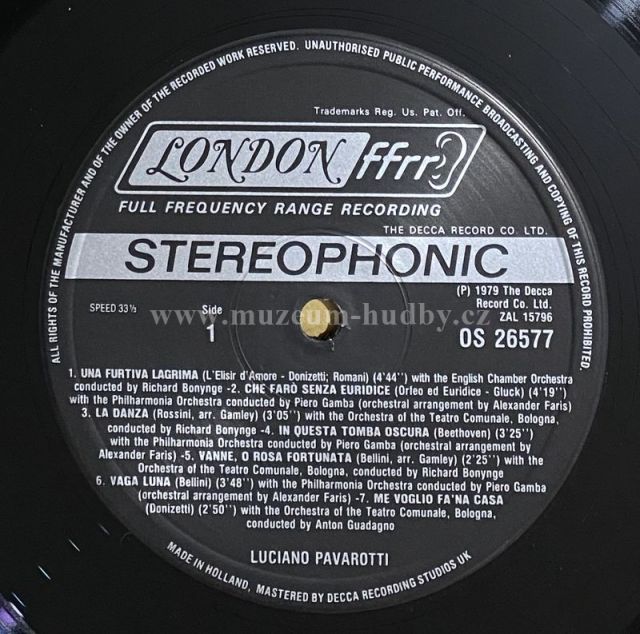 ALL RIGHTS OF THE MANUFACTURER AND OF THE OWNER OF THE RECORDED WORK RESERVED. UNAUTHORISED PUBLIC PERFORMANCE BROADCASTING AND COPYING OF THIS RECORD PROHIBITED.
Trademarks Reg. Us. Pat. Off.
LONDON ffrr
FULL FREQUENCY RANGE RECORDING
THE DECCA RECORD CO. LTD.
STEREOPHONIC
(P) 1979 The Decca
Record Co. Ltd.
SPEED 33⅓
Side
1
ZAL 15796
OS 26577
www.muzeum-hudby.cz
1. UNA FURTIVA LAGRIMA (L'Elisir d'Amore - Donizetti; Romani) (4'44'') with the English Chamber Orchestra
conducted by Richard Bonynge -2. CHE FARÒ SENZA EURIDICE (Orfeo ed Euridice - Gluck) (4'19'')
with the Philharmonia Orchestra conducted by Piero Gamba (orchestral arrangement by Alexander Faris)
3. LA DANZA (Rossini, arr. Gamley) (3'05'') with the Orchestra of the Teatro Comunale, Bologna,
conducted by Richard Bonynge -4. IN QUESTA TOMBA OSCURA (Beethoven) (3'25'')
with the Philharmonia Orchestra conducted by Piero Gamba (orchestral arrangement by
Alexander Faris) -5. VANNE, O ROSA FORTUNATA (Bellini, arr. Gamley) (2'25'') with the
Orchestra of the Teatro Comunale, Bologna, conducted by Richard Bonynge
6. VAGA LUNA (Bellini) (3'48'') with the Philharmonia Orchestra conducted by Piero Gamba
(orchestral arrangement by Alexander Faris) -7. ME VOGLIO FA'NA CASA
(Donizetti) (2'50'') with the Orchestra of the Teatro Comunale, Bologna,
conducted by Anton Guadagno
LUCIANO PAVAROTTI
MADE IN HOLLAND, MASTERED BY DECCA RECORDING STUDIOS UK